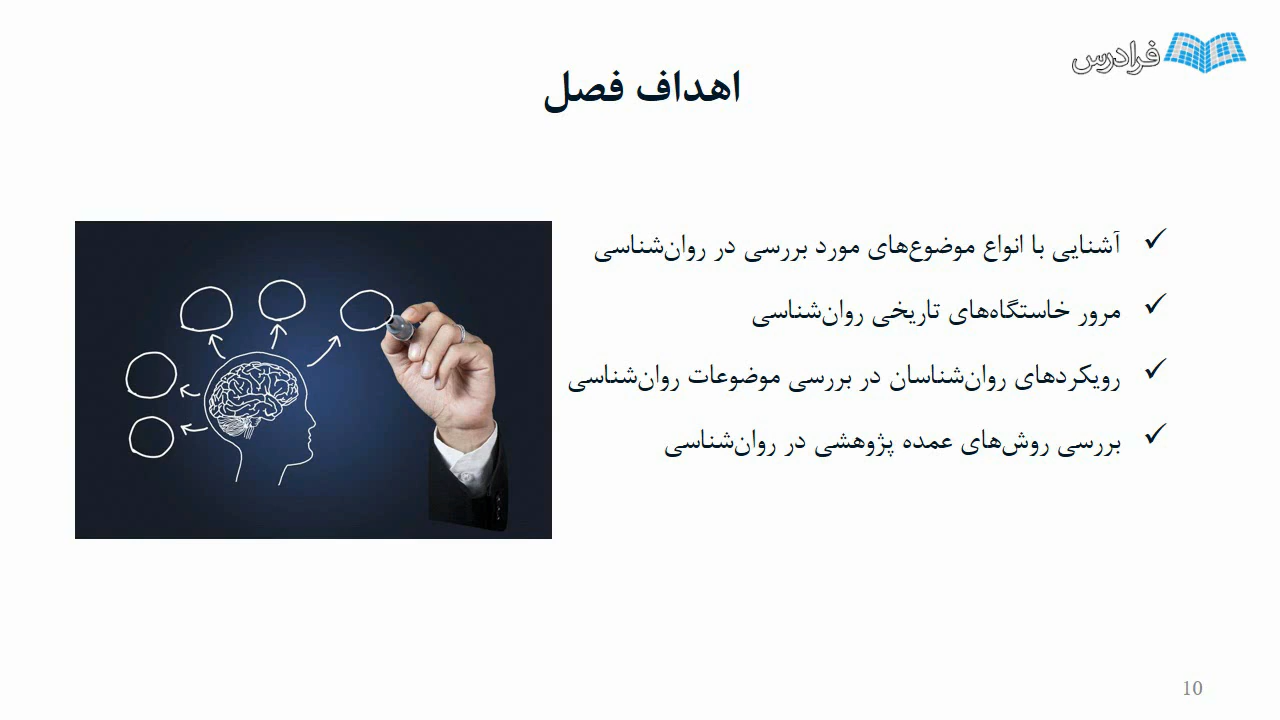 فرادرس
اهداف فصل
آشنایی با انواع موضوع‌های مورد بررسی در روان‌شناسی
مرور خاستگاه‌های تاریخی روان‌شناسی
رویکردهای روان‌شناسان در بررسی موضوعات روان‌شناسی
بررسی روش‌های عمده پژوهشی در روان‌شناسی
10